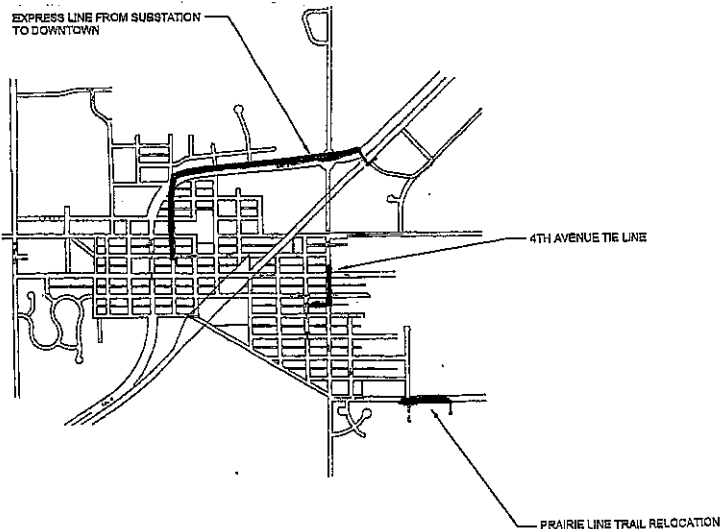 EXPRESS LINE FROM SUBSTATION
TO DOWNTOWN
4TH AVENUE TIE LINE
PRAIRIE LINE TRAIL RELOCATION